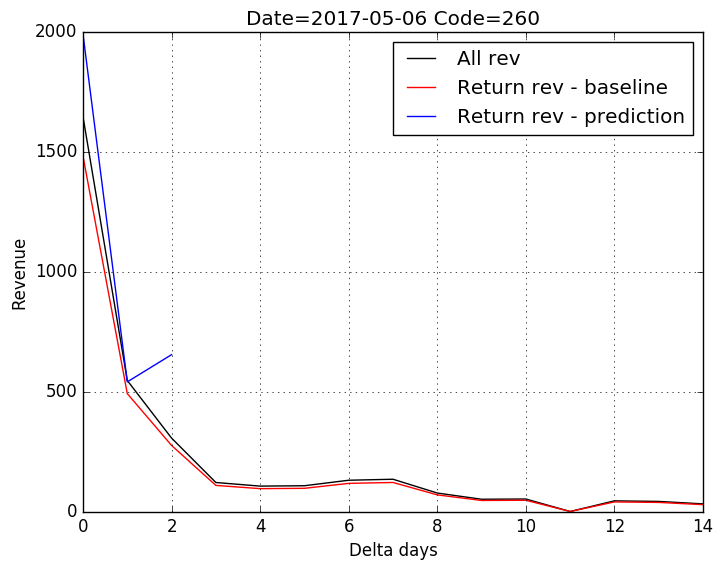 Date=2017-05-06 Code=260
2000
1500
1000
500
0
Revenue
All rev
Return rev - baseline
Return rev - prediction
0 2 4 6 8 10 12 14
Delta days